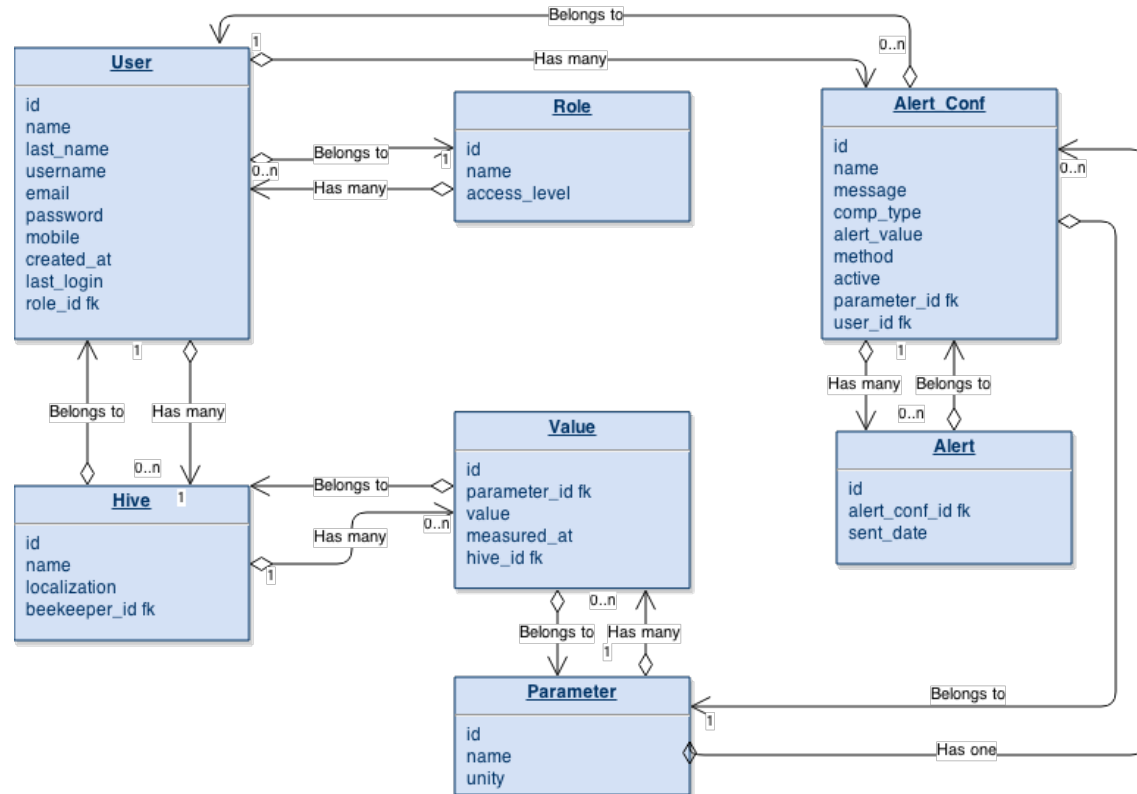 Belongs to
1
0..n
User
Has many
id
name
last_name
username
email
password
mobile
created_at
last_login
role_id fk
Role
id
name
access_level
Belongs to
1
0..n
Has many
Alert_Conf
id
name
message
comp_type
alert_value
method
active
parameter_id fk
user_id fk
0..n
1
1
Belongs to
Has many
0..n
1
Has many
Belongs to
0..n
Alert
id
alert_conf_id fk
sent_date
Value
id
parameter_id fk
value
measured_at
hive_id fk
Hive
id
name
localization
beekeeper_id fk
Belongs to
0..n
Has many
1
0..n
Belongs to
Has many
1
Parameter
id
name
unity
Belongs to
1
Has one